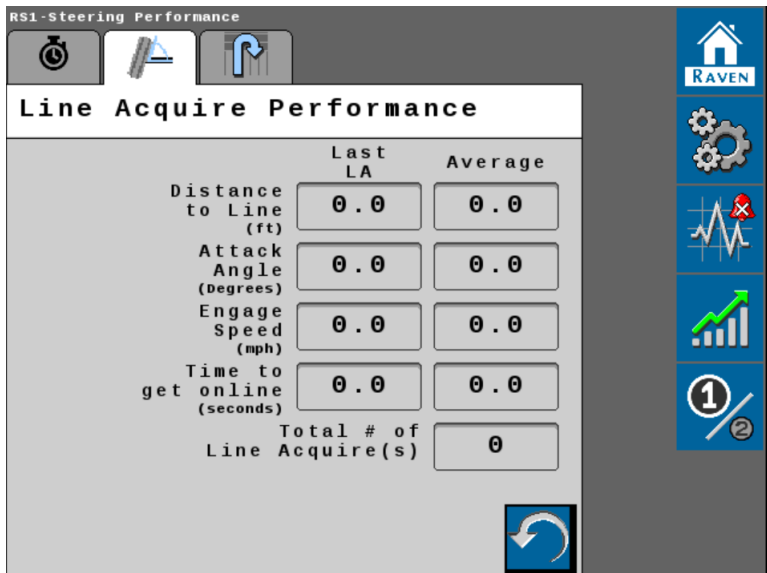 RS1-Steering Performance
RAVEN
Line Acquire Performance
Last
LA
Average
Distance
to Line
(ft)
0.0
0.0
Attack
Angle
(Degrees)
0.0
0.0
Engage
Speed
(mph)
0.0
0.0
Time to
get online
(seconds)
0.0
0.0
Total # of
Line Acquire(s)
0
1
2